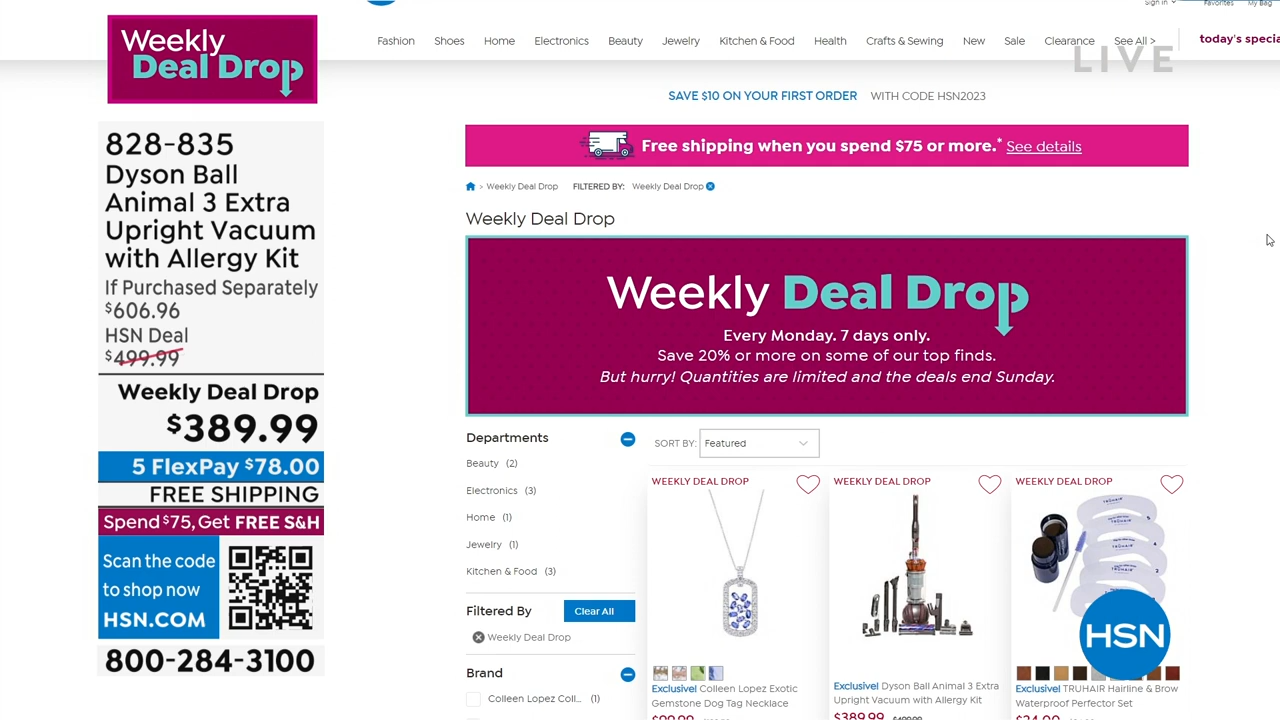 Weekly
Deal Drop
828-835
Dyson Ball
Animal 3 Extra
Upright Vacuum
with Allergy Kit
If Purchased Separately
$606.96
HSN Deal
$499.99
Weekly Deal Drop
$389.99
5 FlexPay $78.00
FREE SHIPPING
Spend $75, Get FREE S&H
Scan the code
to shop now
HSN.COM
800-284-3100
Sign in
Favorites
My Bag
Fashion
Shoes
Home
Electronics
Beauty
Jewelry
Kitchen & Food
Health
Crafts & Sewing
New
Sale
Clearance
See All >
today's specia
LIVE
SAVE $10 ON YOUR FIRST ORDER WITH CODE HSN2023
Free shipping when you spend $75 or more.* See details
> Weekly Deal Drop FILTERED BY: Weekly Deal Drop
Weekly Deal Drop
Weekly Deal Drop
Every Monday. 7 days only.
Save 20% or more on some of our top finds.
But hurry! Quantities are limited and the deals end Sunday.
Departments
Beauty (2)
Electronics (3)
Home (1)
Jewelry (1)
Kitchen & Food (3)
Filtered By
Clear All
Weekly Deal Drop
Brand
Colleen Lopez Coll... (1)
SORT BY: Featured
WEEKLY DEAL DROP
Exclusive! Colleen Lopez Exotic
Gemstone Dog Tag Necklace
WEEKLY DEAL DROP
Exclusive! Dyson Ball Animal 3 Extra
Upright Vacuum with Allergy Kit
$389.99 $499.99
WEEKLY DEAL DROP
Exclusive! TRUHAIR Hairline & Brow
Waterproof Perfector Set
$24.00
HSN